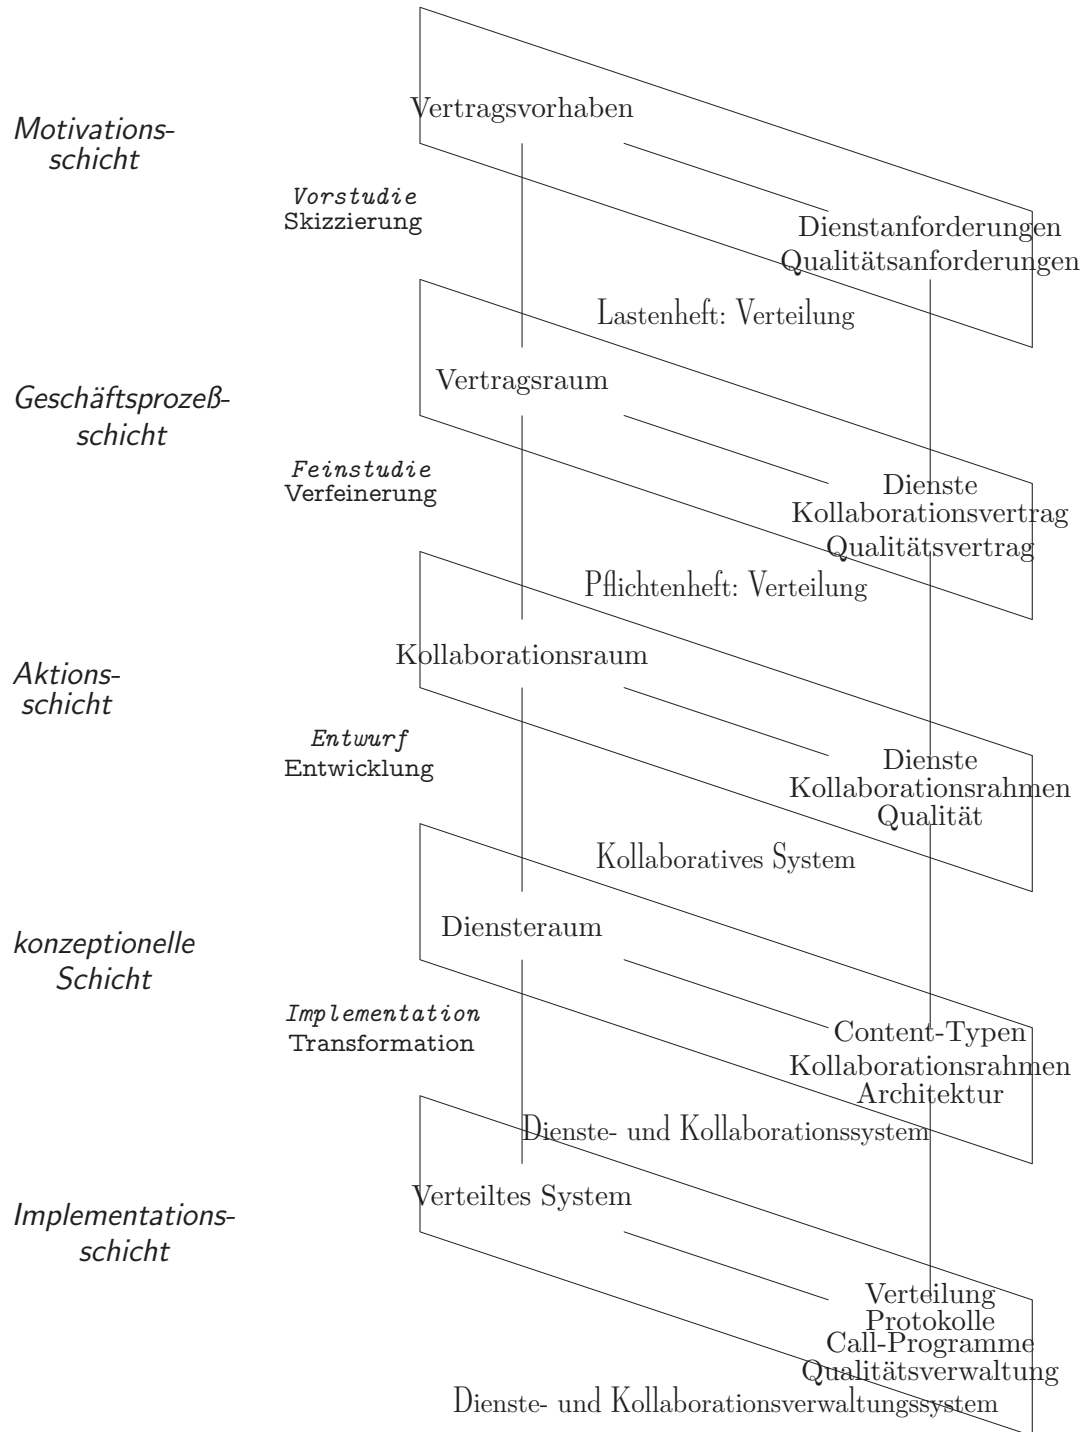 Vertragsvorhaben
Motivations-
schicht
Vorstudie
Skizzierung
Dienstanforderungen
Qualitätsanforderungen
Lastenheft: Verteilung
Vertragsraum
Geschäftsprozeß-
schicht
Feinstudie
Verfeinerung
Dienste
Kollaborationsvertrag
Qualitätsvertrag
Pflichtenheft: Verteilung
Kollaborationsraum
Aktions-
schicht
Entwurf
Entwicklung
Dienste
Kollaborationsrahmen
Qualität
Kollaboratives System
Diensteraum
konzeptionelle
Schicht
Implementation
Transformation
Content-Typen
Kollaborationsrahmen
Architektur
Dienste- und Kollaborationssystem
Verteiltes System
Implementations-
schicht
Verteilung
Protokolle
Call-Programme
Qualitätsverwaltung
Dienste- und Kollaborationsverwaltungssystem